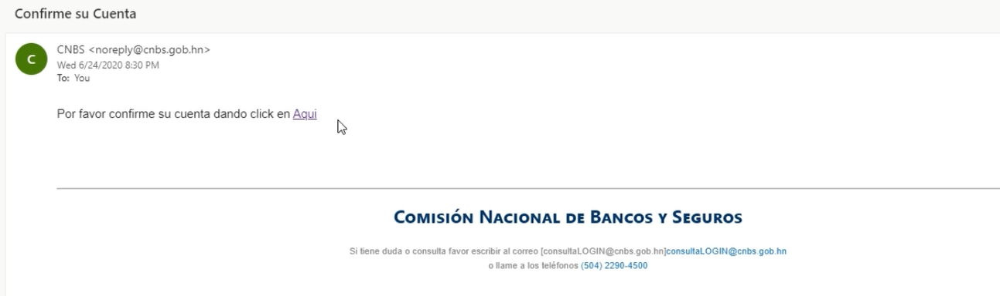 Confirme su Cuenta
C
CNBS <noreply@cnbs.gob.hn>
Wed 6/24/2020 8:30 PM
To: You
Por favor confirme su cuenta dando click en Aqui
Comisión Nacional de Bancos y Seguros
Si tiene duda o consulta favor escribir al correo [consultaLOGIN@cnbs.gob.hn]consultaLOGIN@cnbs.gob.hn
o llame a los teléfonos (504) 2290-4500